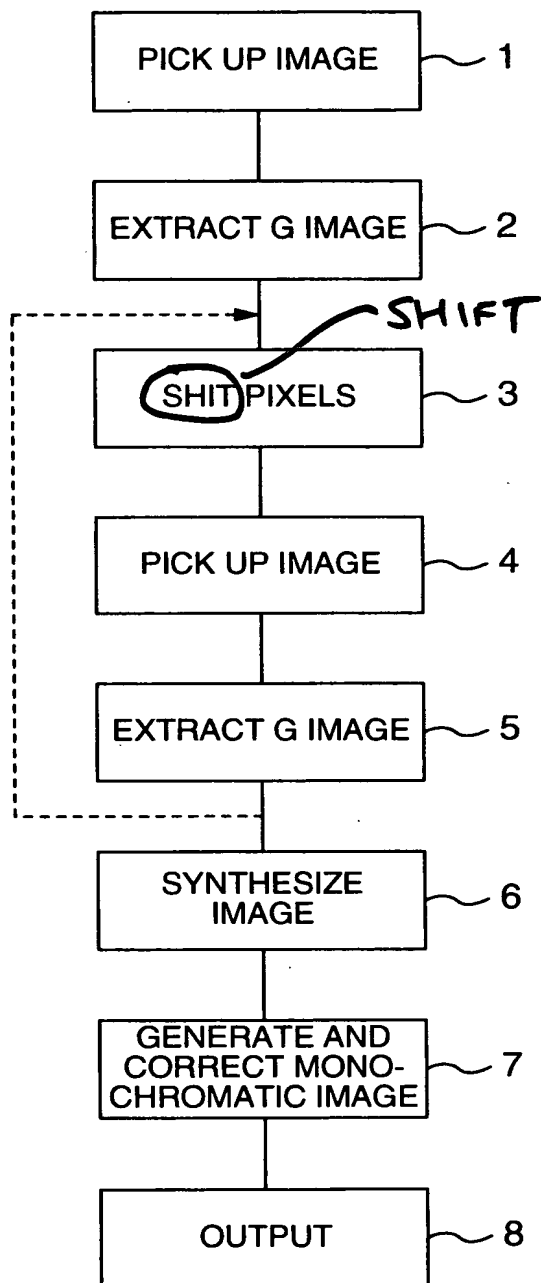 PICK UP IMAGE
1
EXTRACT G IMAGE
2
SHIFT
SHIT PIXELS
3
PICK UP IMAGE
4
EXTRACT G IMAGE
5
SYNTHESIZE
IMAGE
6
GENERATE AND
CORRECT MONO-
CHROMATIC IMAGE
7
OUTPUT
8